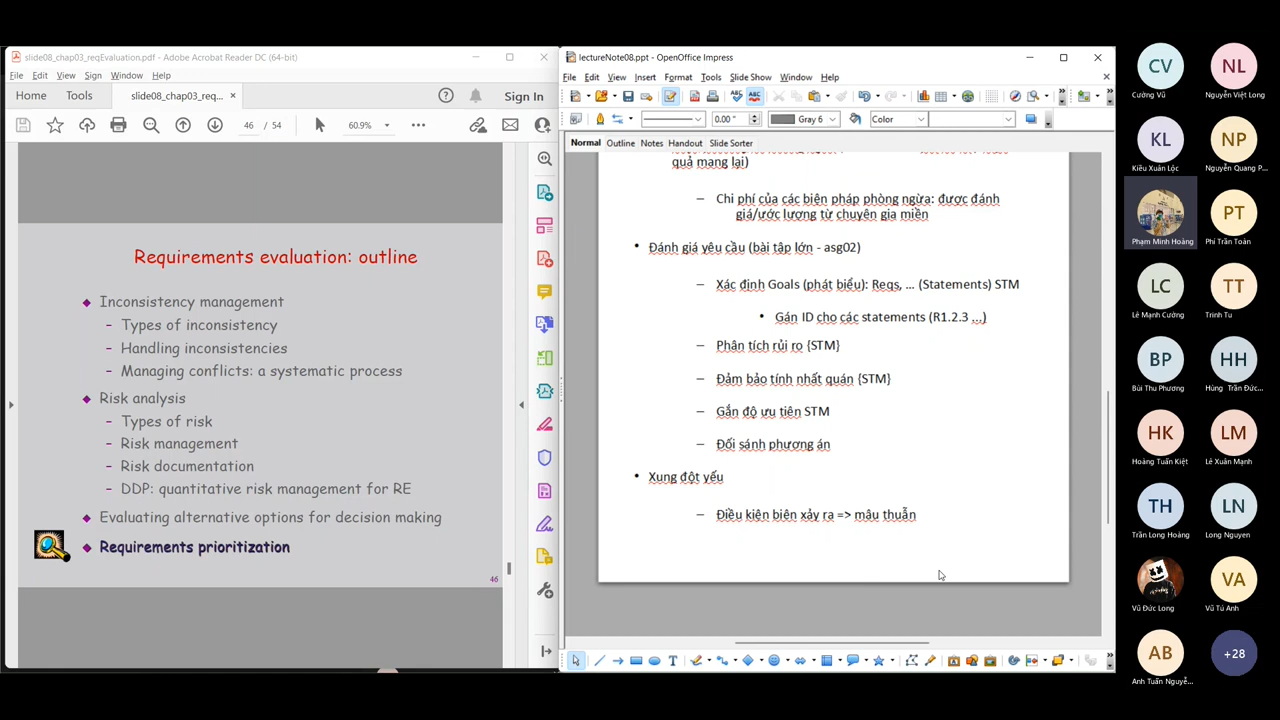 slide08_chap03_reqEvaluation.pdf - Adobe Acrobat Reader DC (64-bit)
File Edit View Sign Window Help
Home Tools slide08_chap03_req... × Sign In
46 / 54 60.9%
Requirements evaluation: outline
Inconsistency management
– Types of inconsistency
– Handling inconsistencies
– Managing conflicts: a systematic process
Risk analysis
– Types of risk
– Risk management
– Risk documentation
– DDP: quantitative risk management for RE
Evaluating alternative options for decision making
Requirements prioritization
46
lectureNote08.ppt - OpenOffice Impress
File Edit View Insert Format Tools Slide Show Window Help
0.00 " Gray 6 Color
Normal Outline Notes Handout Slide Sorter
quả mang lại)
– Chi phí của các biện pháp phòng ngừa: được đánh
giá/ước lượng từ chuyên gia miền
• Đánh giá yêu cầu (bài tập lớn - asg02)
– Xác định Goals (phát biểu): Reqs, ... (Statements) STM
• Gán ID cho các statements (R1.2.3 ...)
– Phân tích rủi ro {STM}
– Đảm bảo tính nhất quán {STM}
– Gắn độ ưu tiên STM
– Đối sánh phương án
• Xung đột yếu
– Điều kiện biên xảy ra => mâu thuẫn
CV NL
Cường Vũ Nguyễn Việt Long
KL NP
Kiều Xuân Lộc Nguyễn Quang P...
PT
Phạm Minh Hoàng Phí Trần Toàn
LC TT
Lê Mạnh Cường Trinh Tu
BP HH
Bùi Thu Phương Hùng Trần Đức...
HK LM
Hoàng Tuấn Kiệt Lê Xuân Mạnh
TH LN
Trần Long Hoàng Long Nguyen
VA
Vũ Đức Long Vũ Tú Anh
AB +28
Anh Tuấn Nguyễ...